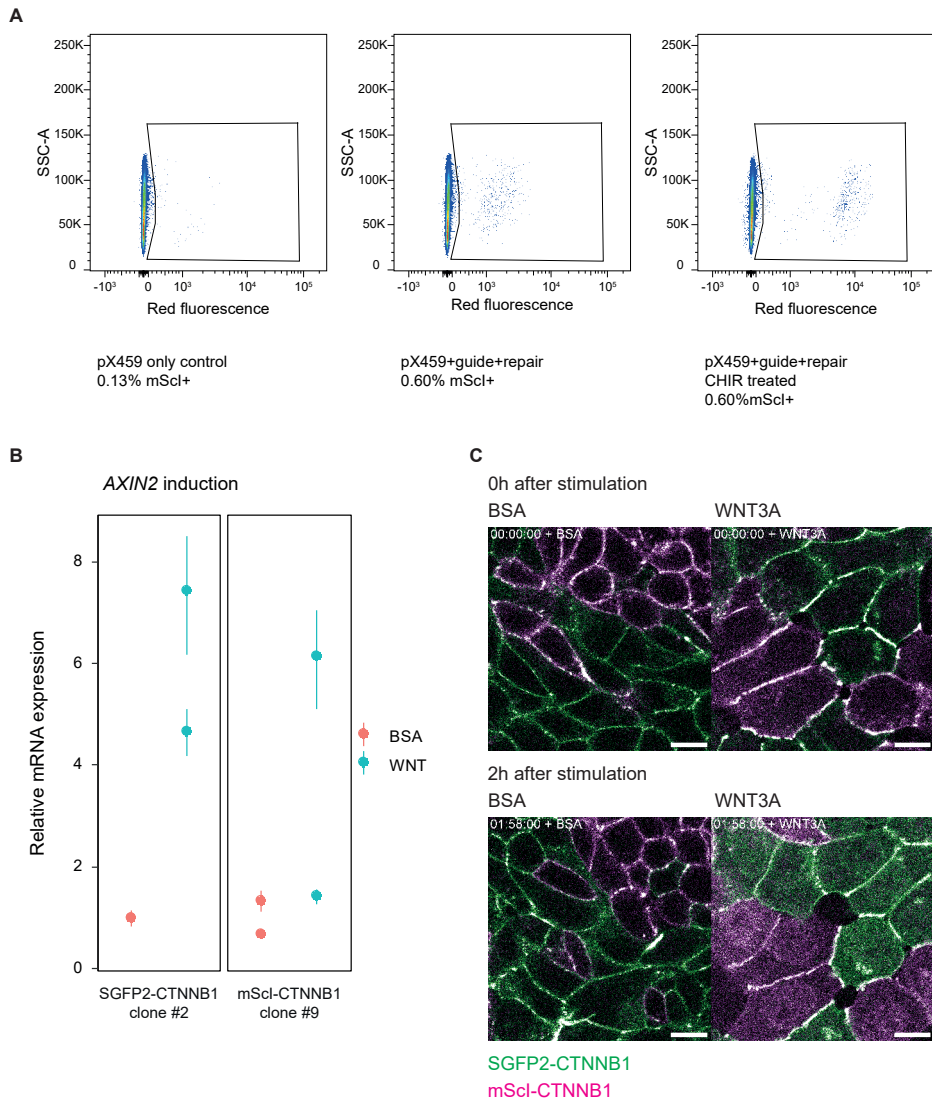 A
250K
200K
150K
100K
50K
0
SSC-A
-10³ 0 10³ 10⁴ 10⁵
Red fluorescence
pX459 only control
0.13% mScI+
250K
200K
150K
100K
50K
0
SSC-A
-10³ 0 10³ 10⁴ 10⁵
Red fluorescence
pX459+guide+repair
0.60% mScI+
250K
200K
150K
100K
50K
0
SSC-A
-10³ 0 10³ 10⁴ 10⁵
Red fluorescence
pX459+guide+repair
CHIR treated
0.60%mScI+
B
AXIN2 induction
Relative mRNA expression
8
6
4
2
0
SGFP2-CTNNB1
clone #2
mScI-CTNNB1
clone #9
BSA
WNT
C
0h after stimulation
BSA WNT3A
00:00:00 + BSA
00:00:00 + WNT3A
2h after stimulation
BSA WNT3A
01:58:00 + BSA
01:58:00 + WNT3A
SGFP2-CTNNB1
mScI-CTNNB1